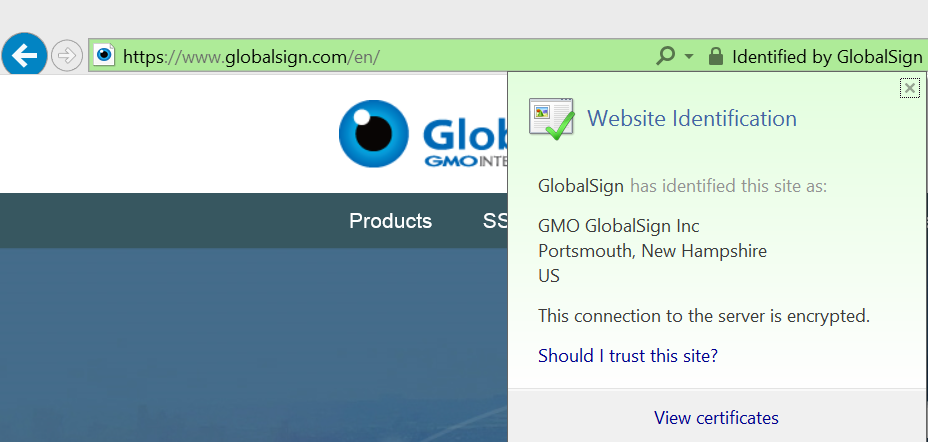 https://www.globalsign.com/en/
Identified by GlobalSign
Website Identification
GlobalSign has identified this site as:
GMO GlobalSign Inc
Portsmouth, New Hampshire
US
This connection to the server is encrypted.
Should I trust this site?
View certificates
Glob
GMO INTE
Products SS